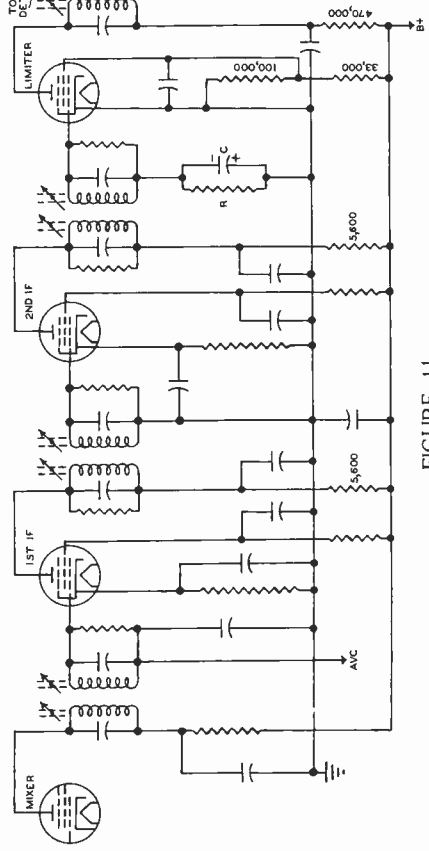 MIXER
1ST IF
2ND IF
LIMITER
TO
DET
AVC
5,600
5,600
R
C
100,000
33,000
470,000
B+
FIGURE 11